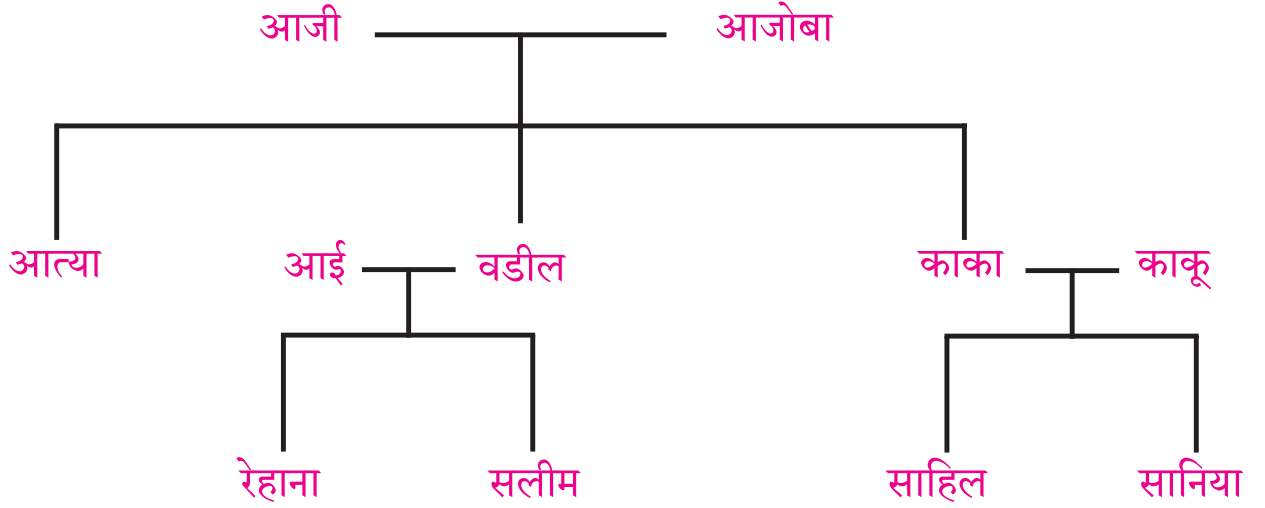 आजी आजोबा
आत्या आई वडील काका काकू
रेहाना सलीम साहिल सानिया